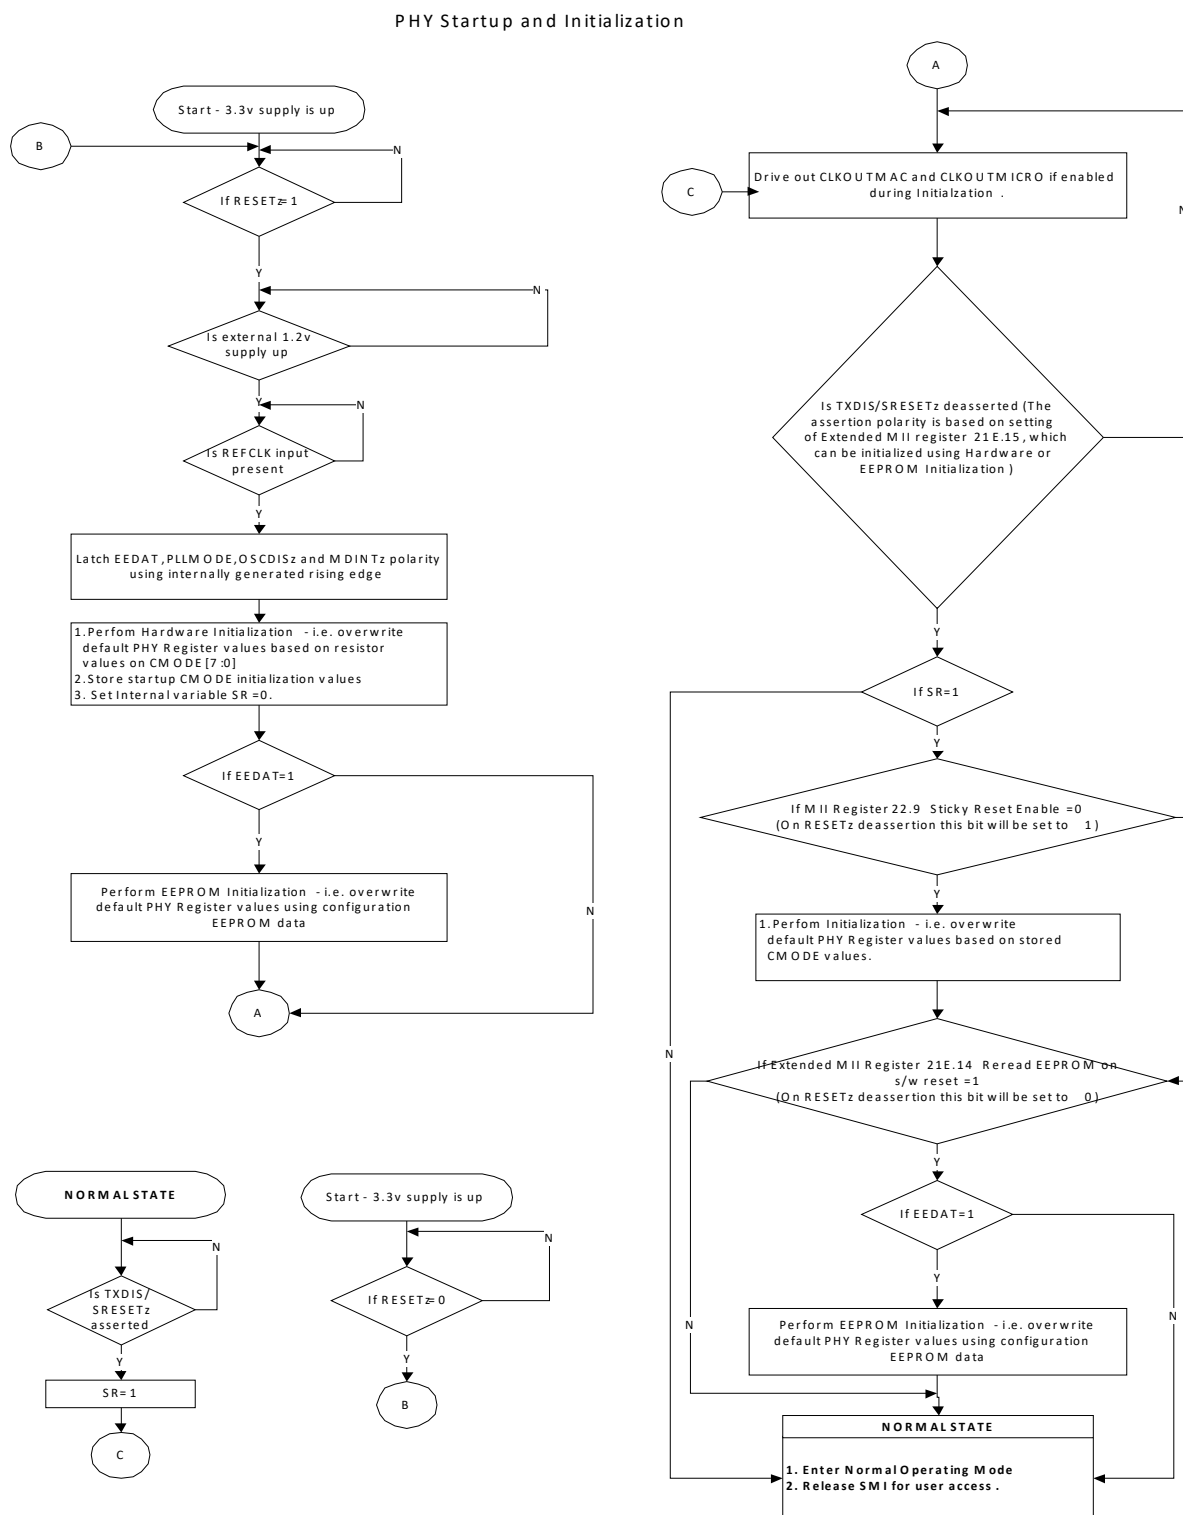 PHY Startup and Initialization
Start - 3.3v supply is up
B
N
If RESETz=1
Y
N
Is external 1.2v
supply up
Y
N
Is REFCLK input
present
Y
Latch EEDAT,PLLMODE,OSCDISz and MDINTz polarity
using internally generated rising edge
1.Perfom Hardware Initialization - i.e. overwrite
default PHY Register values based on resistor
values on CMODE[7:0]
2.Store startup CMODE initialization values
3. Set Internal variable SR=0.
If EEDAT=1
Y
N
Perform EEPROM Initialization - i.e. overwrite
default PHY Register values using configuration
EEPROM data
A
NORMAL STATE
N
Is TXDIS/
SRESETz
asserted
Y
SR=1
C
Start - 3.3v supply is up
N
If RESETz=0
Y
B
A
C
Drive out CLKOUTMAC and CLKOUTMICRO if enabled
during Initialzation .
N
Is TXDIS/SRESETz deasserted (The
assertion polarity is based on setting
of Extended MII register 21E.15, which
can be initialized using Hardware or
EEPROM Initialization)
Y
If SR=1
Y
If MII Register 22.9 Sticky Reset Enable =0
(On RESETz deassertion this bit will be set to 1)
Y
1.Perfom Initialization - i.e. overwrite
default PHY Register values based on stored
CMODE values.
N
If Extended MII Register 21E.14 Reread EEPROM on
s/w reset =1
(On RESETz deassertion this bit will be set to 0)
Y
If EEDAT=1
Y
N
N
Perform EEPROM Initialization - i.e. overwrite
default PHY Register values using configuration
EEPROM data
NORMAL STATE
1. Enter Normal Operating Mode
2. Release SMI for user access .